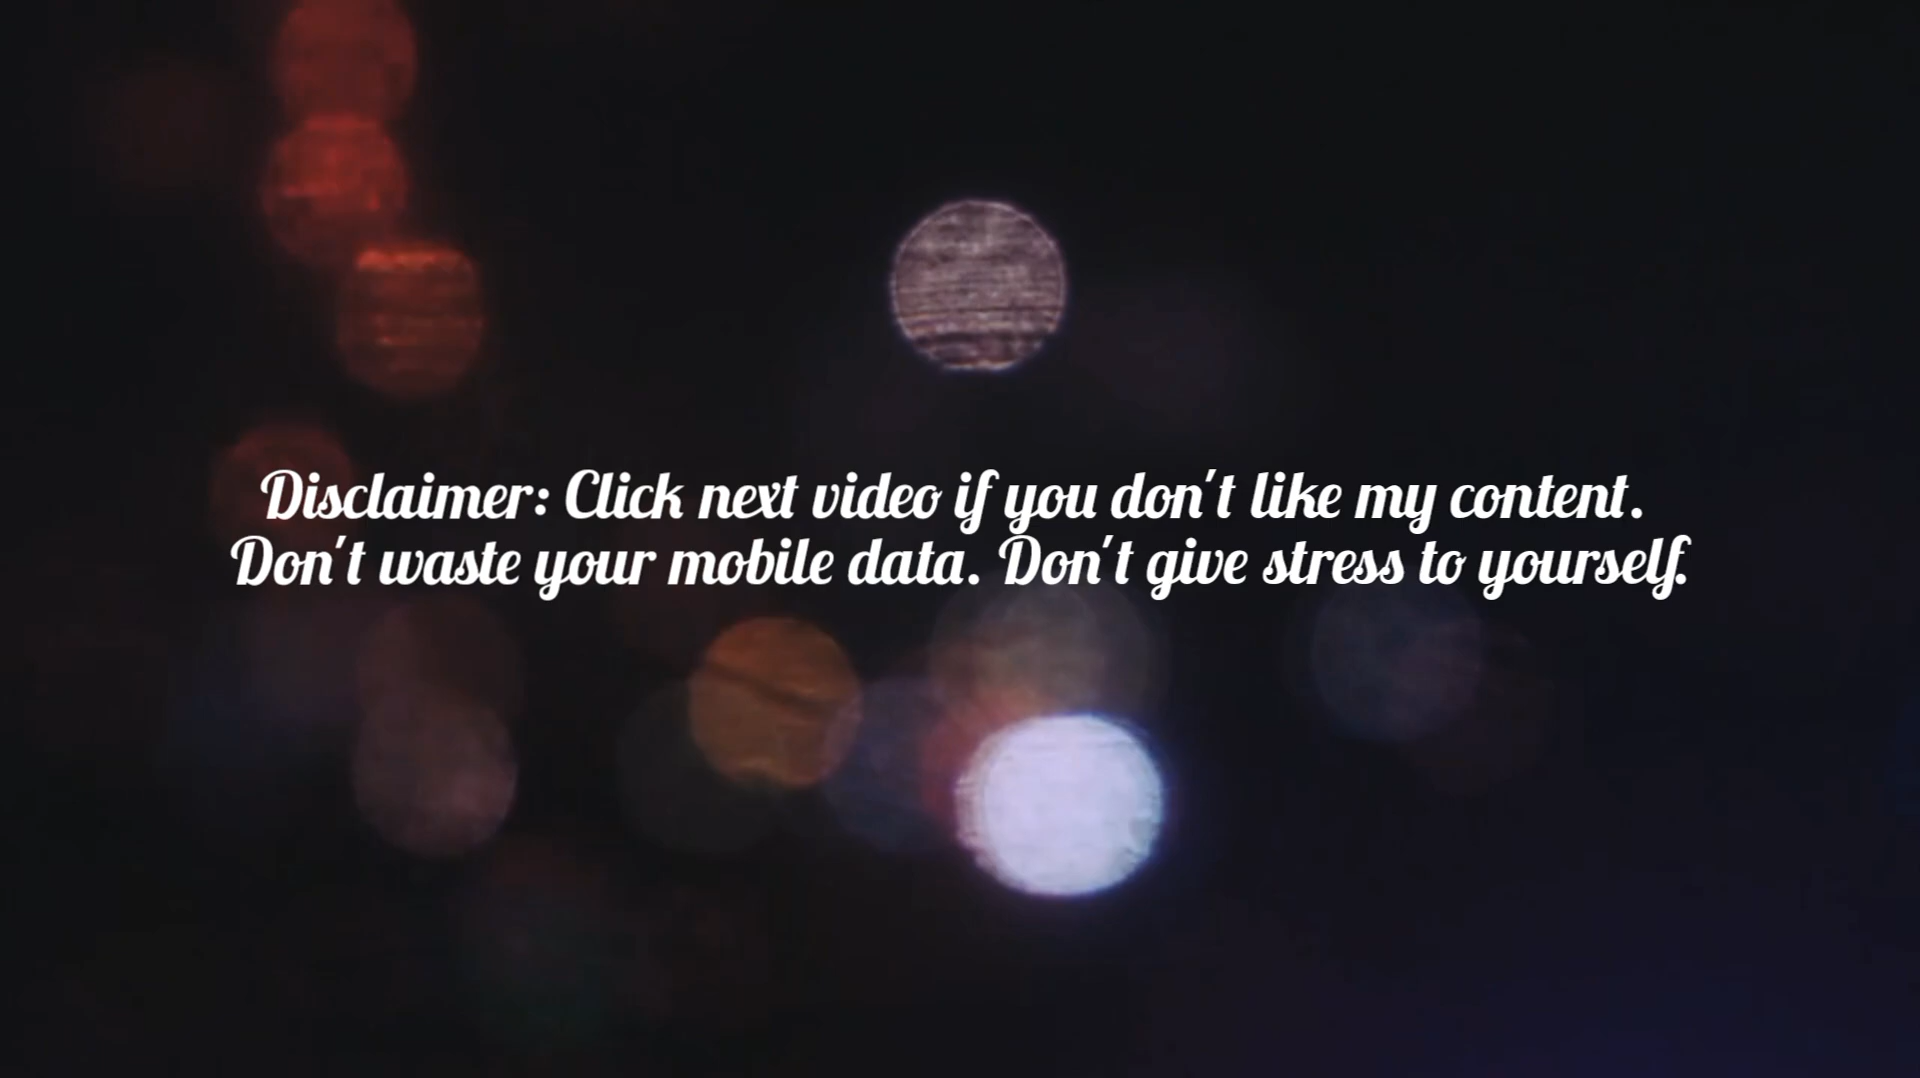 Disclaimer: Click next video if you don't like my content.
Don't waste your mobile data. Don't give stress to yourself.